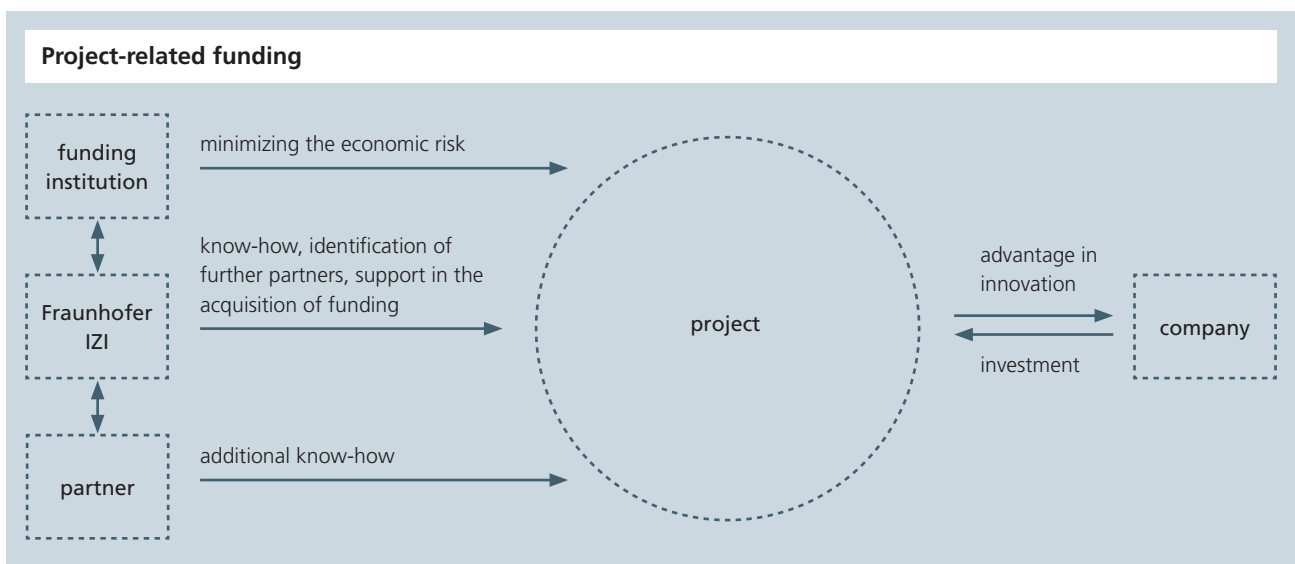 Project-related funding
funding
institution
minimizing the economic risk
know-how, identification of
further partners, support in the
acquisition of funding
Fraunhofer
IZI
project
advantage in
innovation
company
investment
additional know-how
partner